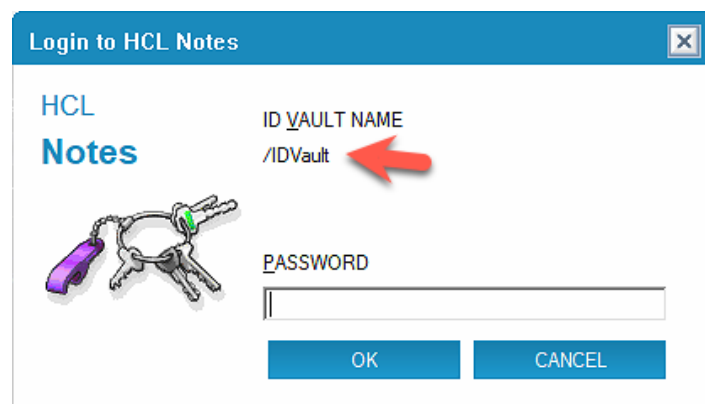 Login to HCL Notes
HCL
Notes
ID VAULT NAME
/IDVault
PASSWORD
OK
CANCEL